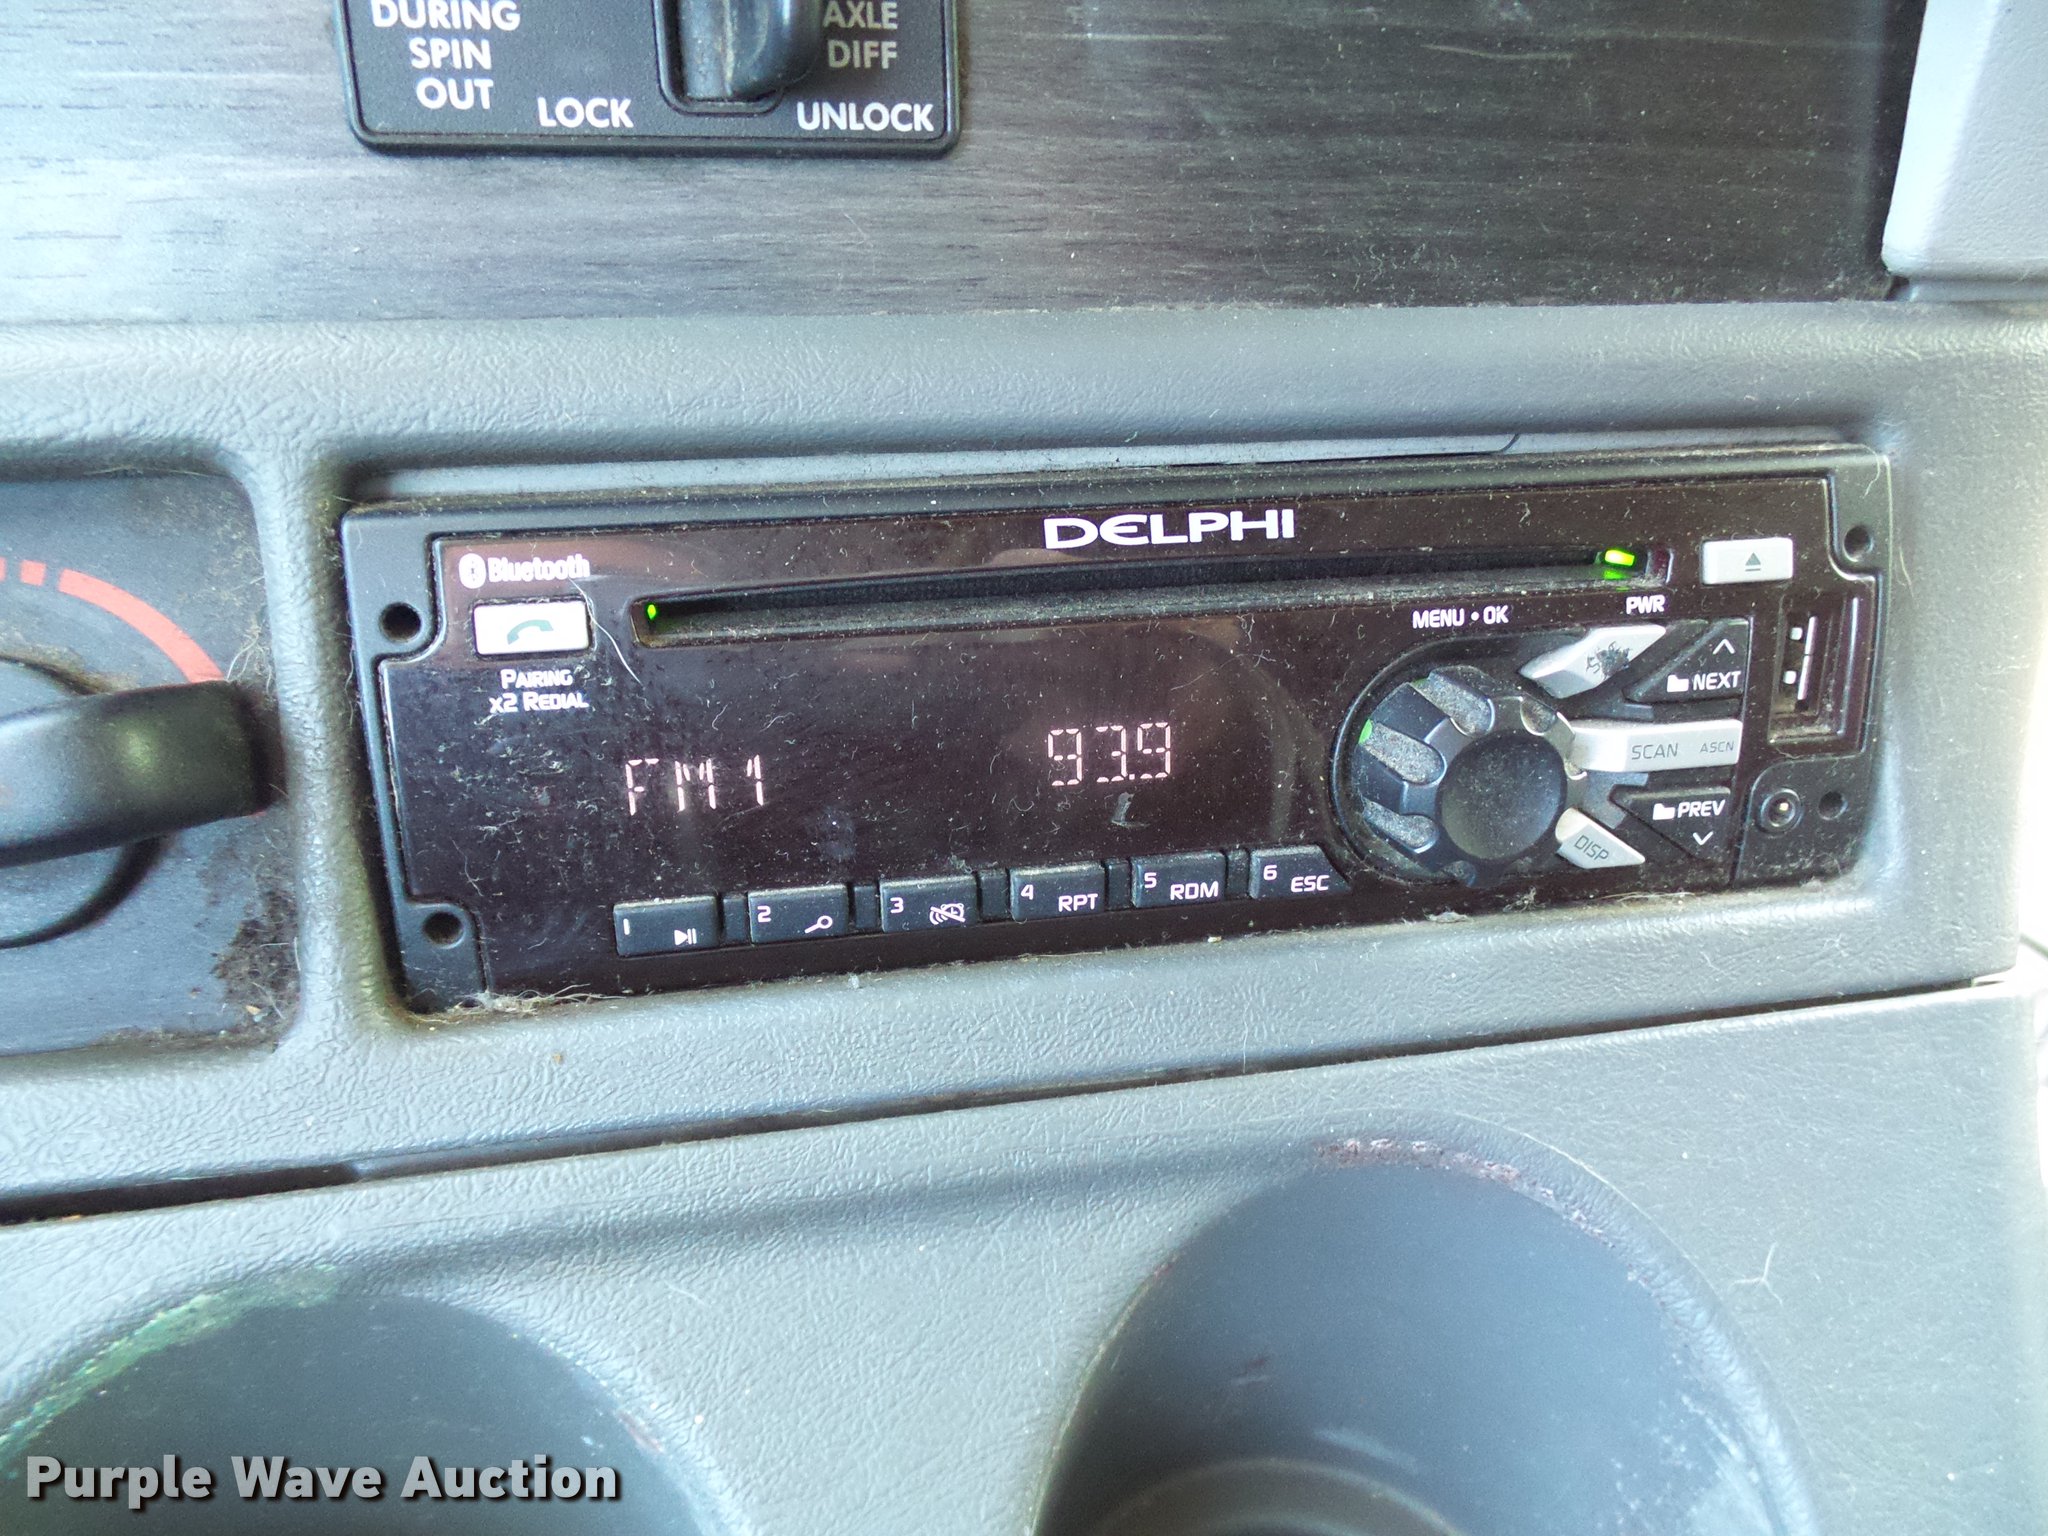 DURING
SPIN
OUT
LOCK
AXLE
DIFF
UNLOCK
DELPHI
Bluetooth
PAIRING
x2 REDIAL
MENU • OK
PWR
NEXT
SCAN ASCN
PREV
DISP
FM1 93.9
1
2
3
4 RPT
5 RDM
6 ESC
Purple Wave Auction